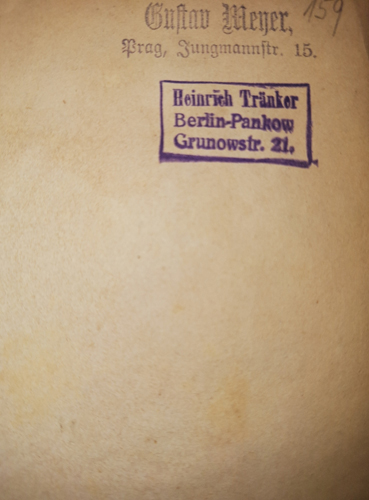 Gustav Meyer, 159
Prag, Jungmannstr. 15.
Heinrich Tränker
Berlin-Pankow
Grunowstr. 21.